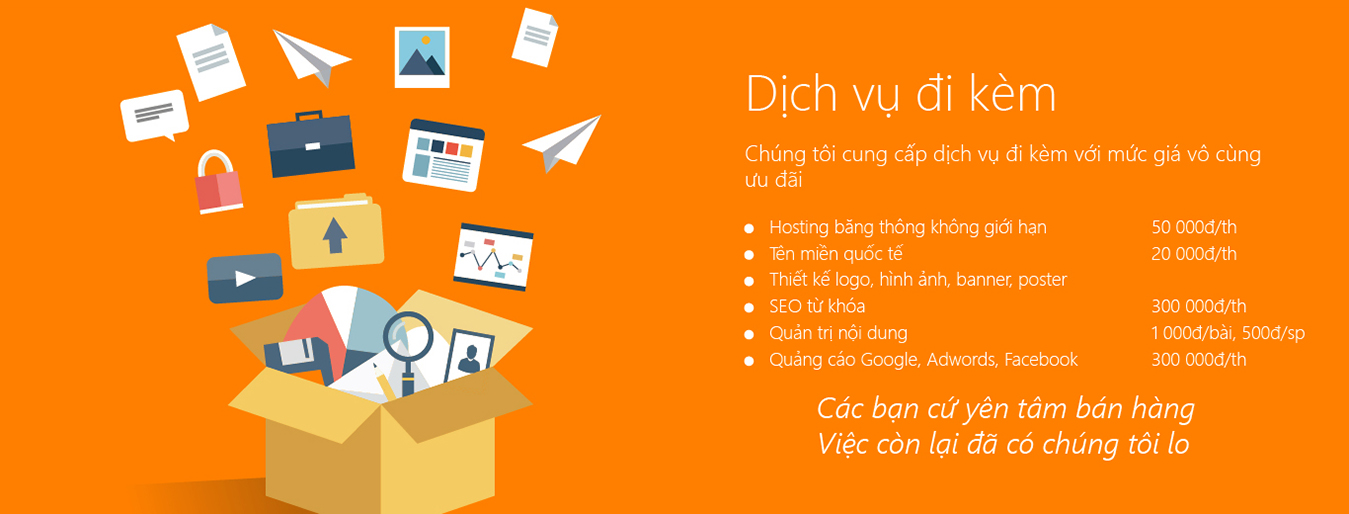 Dịch vụ đi kèm
Chúng tôi cung cấp dịch vụ đi kèm với mức giá vô cùng
ưu đãi
Hosting băng thông không giới hạn 50 000đ/th
Tên miền quốc tế 20 000đ/th
Thiết kế logo, hình ảnh, banner, poster
SEO từ khóa 300 000đ/th
Quản trị nội dung 1 000đ/bài, 500đ/sp
Quảng cáo Google, Adwords, Facebook 300 000đ/th
Các bạn cứ yên tâm bán hàng
Việc còn lại đã có chúng tôi lo